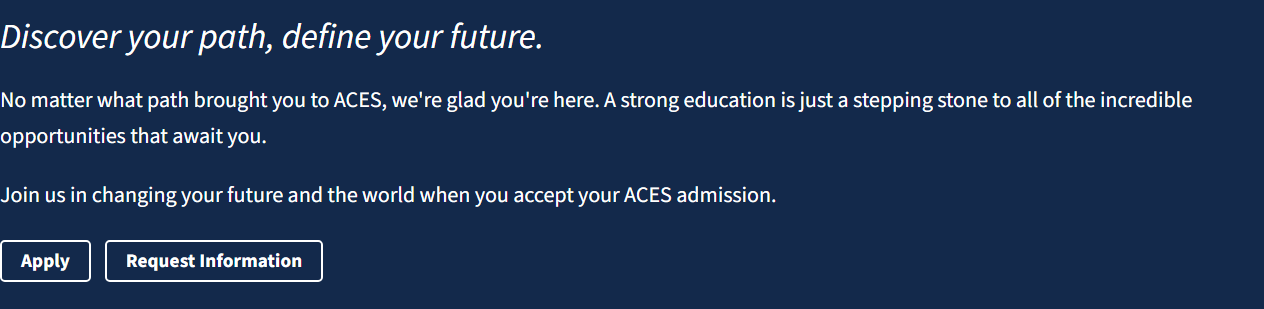 Discover your path, define your future.
No matter what path brought you to ACES, we're glad you're here. A strong education is just a stepping stone to all of the incredible
opportunities that await you.
Join us in changing your future and the world when you accept your ACES admission.
Apply
Request Information